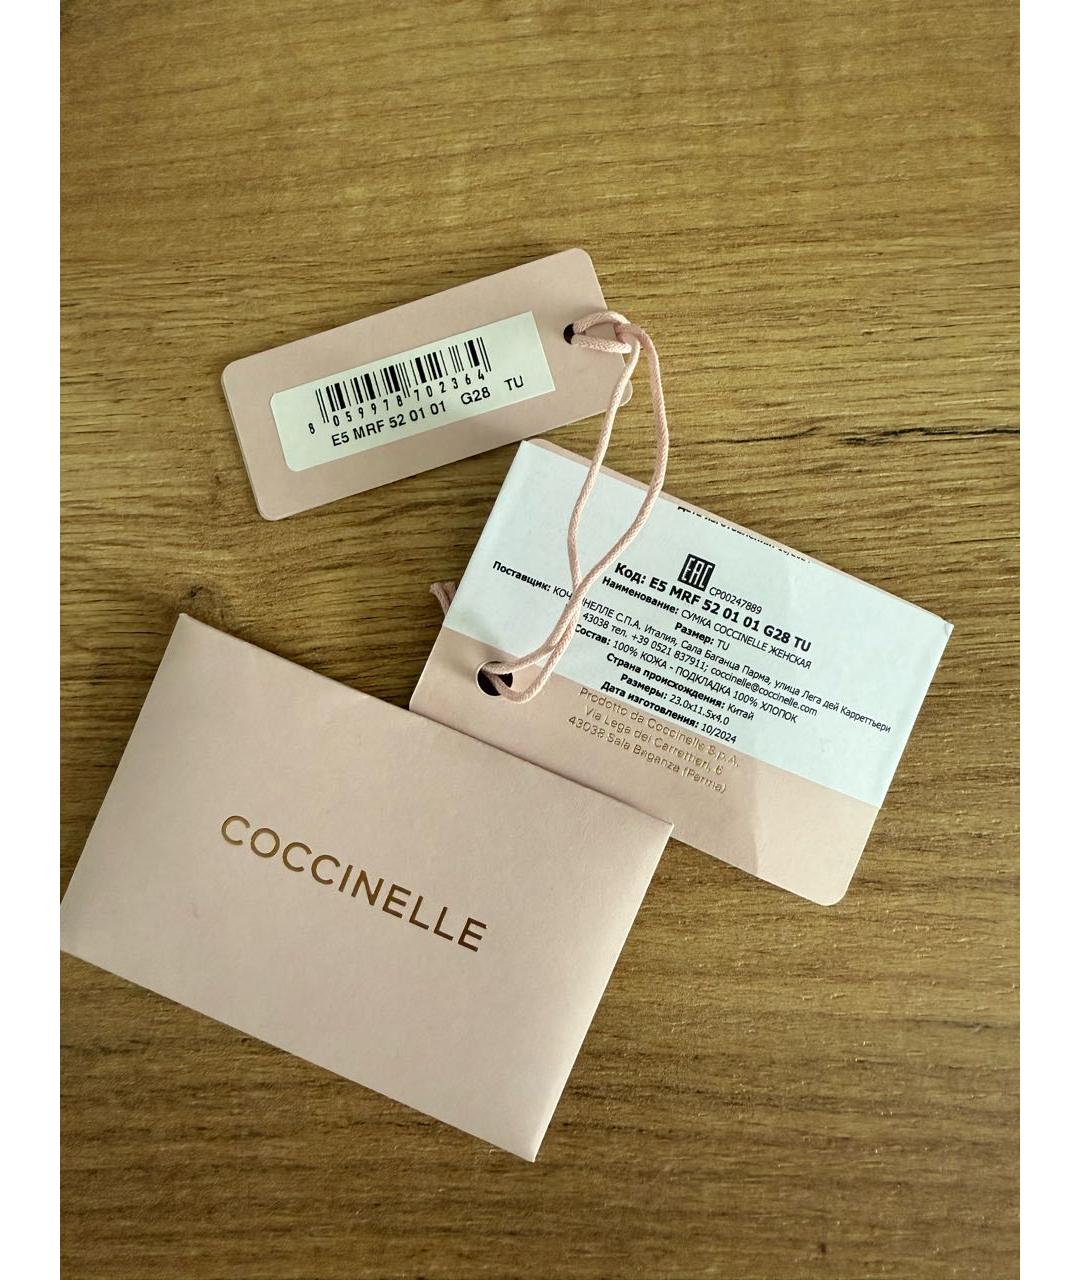 8 059978 702364
E5 MRF 52 01 01 G28 TU
EAC
CP00247889
Код: E5 MRF 52 01 01 G28 TU
Наименование: СУМКА COCCINELLE ЖЕНСКАЯ
Размер: TU
Поставщик: С.П.А. Италия, Сала Баганца Парма, улица Лега дей Карреттьери
43038 тел. +39 0521 837911; coccinelle@coccinelle.com
Состав: 100% КОЖА - ПОДКЛАДКА 100% ХЛОПОК
Страна происхождения: Китай
Размеры: 23.0x11.5x4.0
Дата изготовления: 10/2024
Prodotto da Coccinelle S.p.A.
Via Lega dei Carrettieri, 6
43038 Sala Baganza (Parma)
COCCINELLE